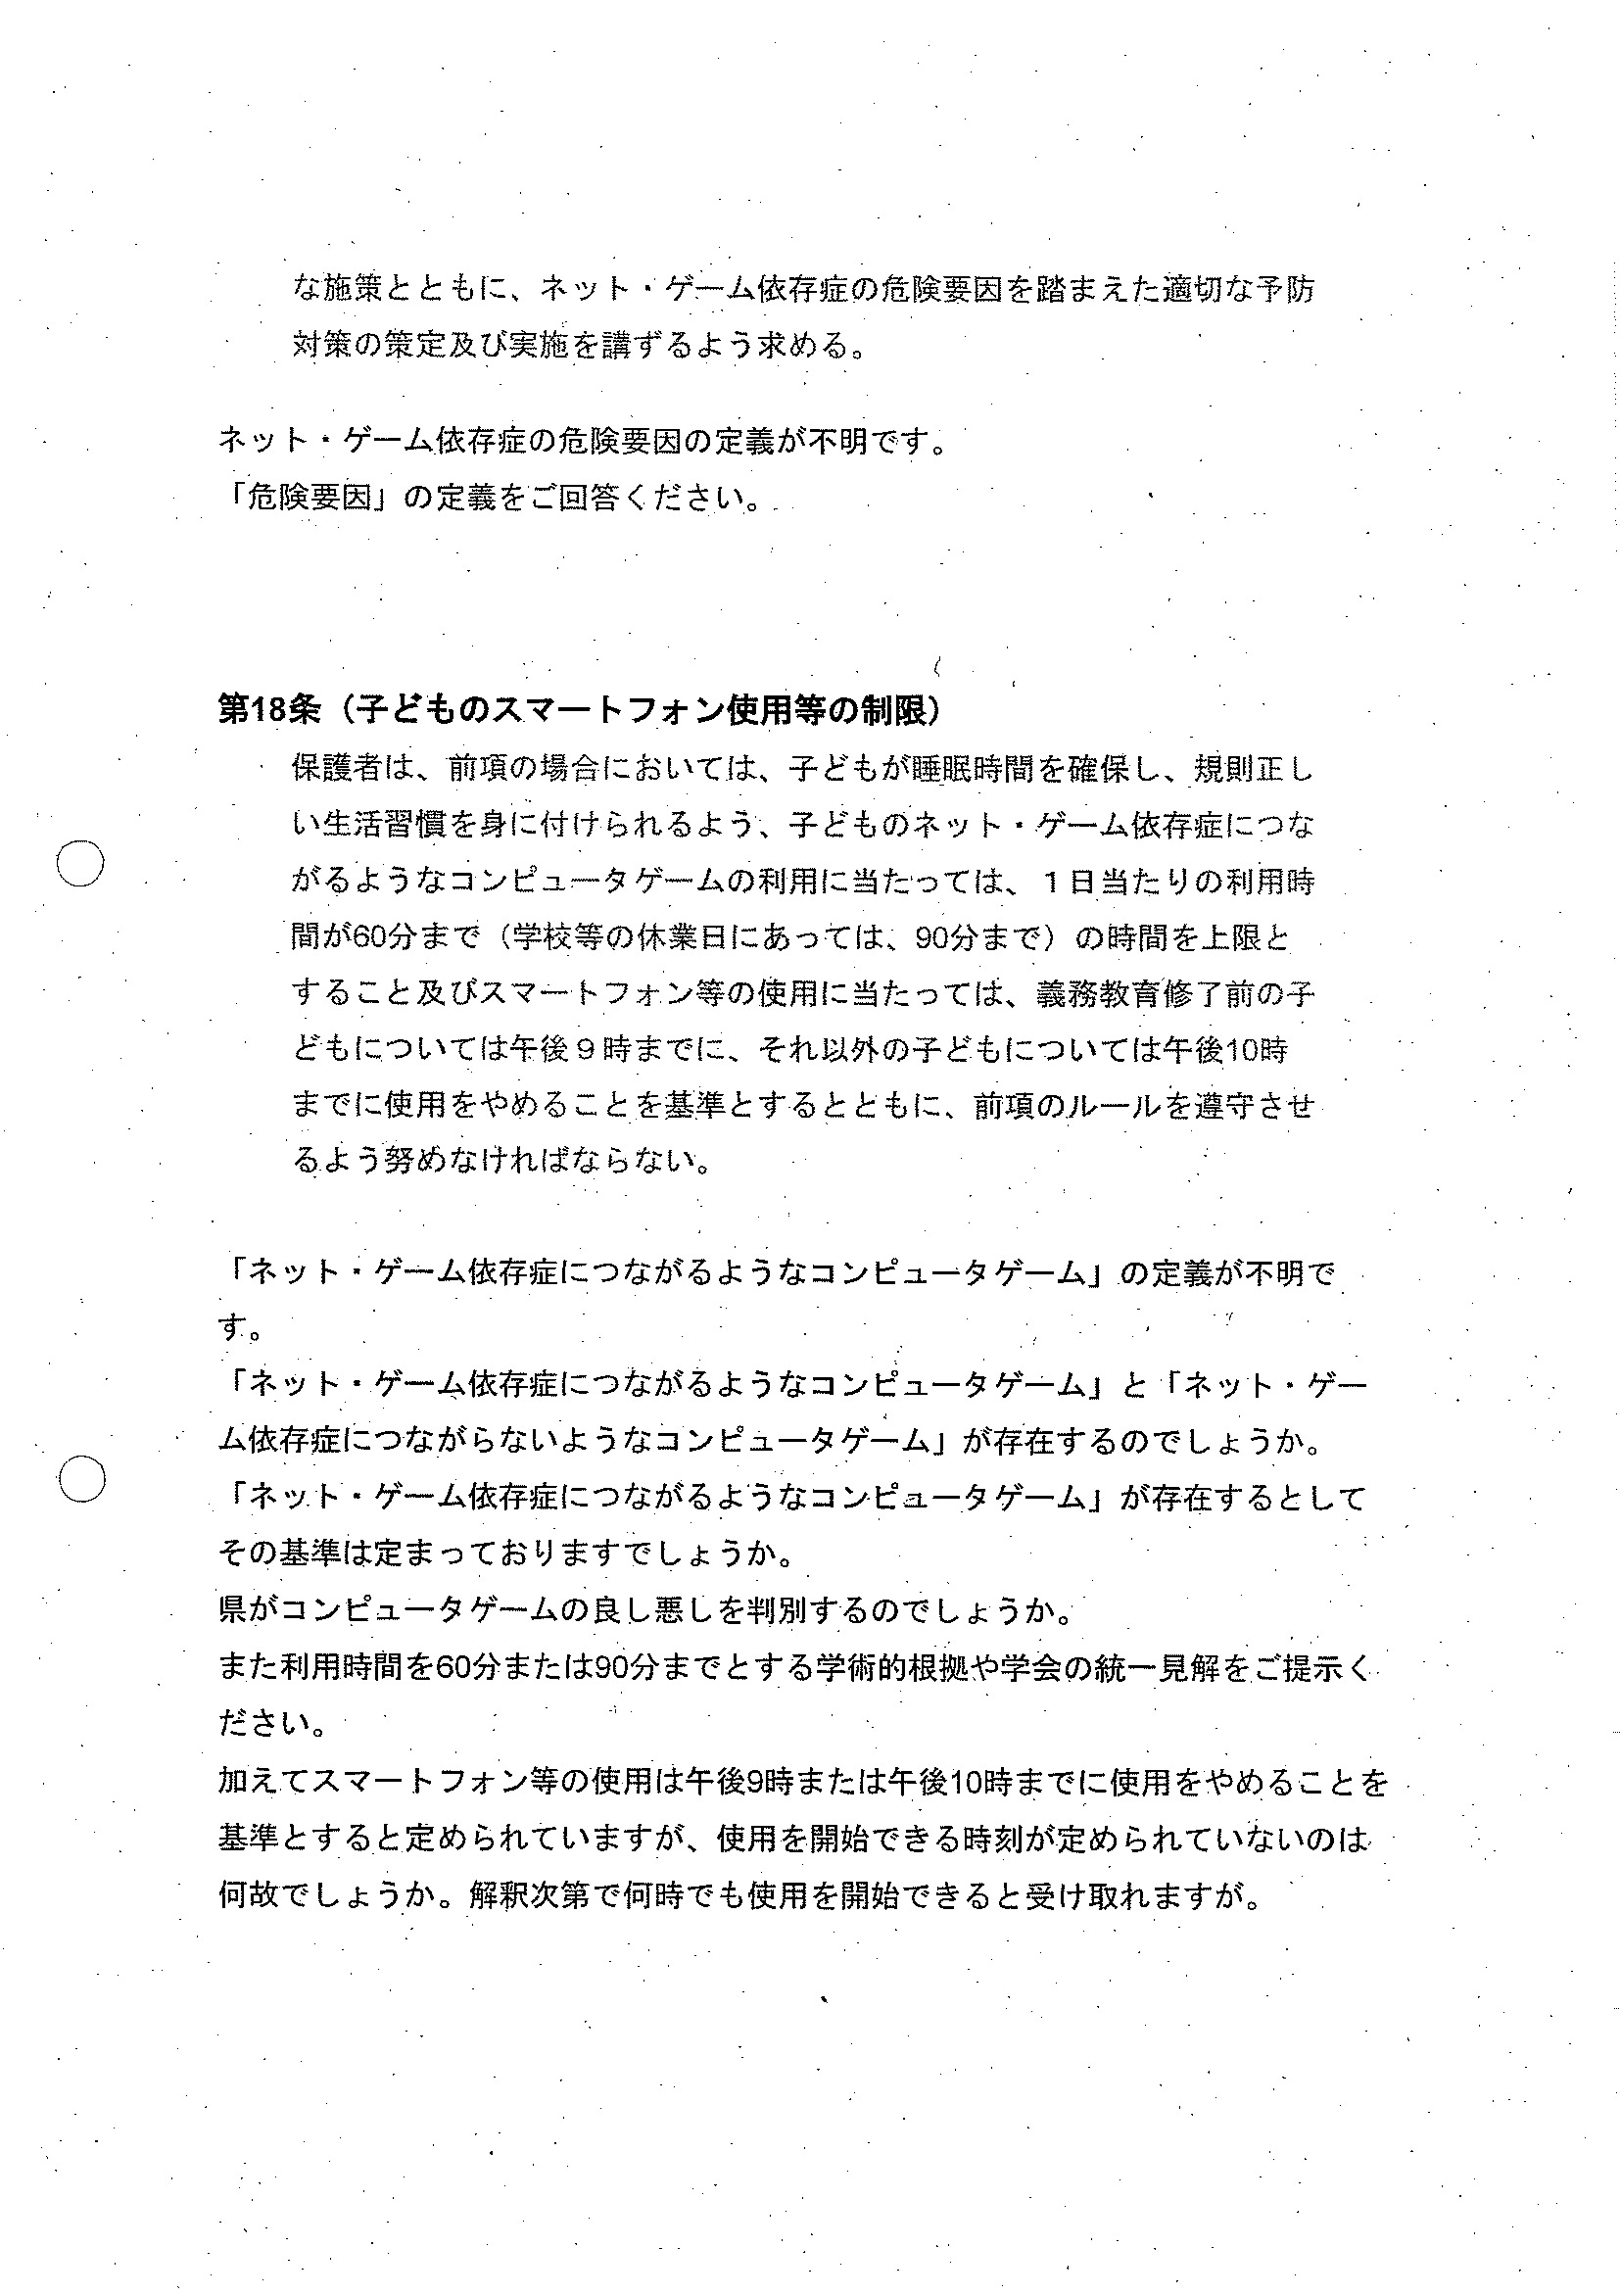 な施策とともに、ネット・ゲーム依存症の危険要因を踏まえた適切な予防
対策の策定及び実施を講ずるよう求める。
ネット・ゲーム依存症の危険要因の定義が不明です。
「危険要因」の定義をご回答ください。
第18条（子どものスマートフォン使用等の制限）
保護者は、前項の場合においては、子どもが睡眠時間を確保し、規則正し
い生活習慣を身に付けられるよう、子どものネット・ゲーム依存症につな
がるようなコンピュータゲームの利用に当たっては、１日当たりの利用時
間が60分まで（学校等の休業日にあっては、90分まで）の時間を上限と
すること及びスマートフォン等の使用に当たっては、義務教育修了前の子
どもについては午後９時までに、それ以外の子どもについては午後10時
までに使用をやめることを基準とするとともに、前項のルールを遵守させ
るよう努めなければならない。
「ネット・ゲーム依存症につながるようなコンピュータゲーム」の定義が不明で
す。
「ネット・ゲーム依存症につながるようなコンピュータゲーム」と「ネット・ゲー
ム依存症につながらないようなコンピュータゲーム」が存在するのでしょうか。
「ネット・ゲーム依存症につながるようなコンピュータゲーム」が存在するとして
その基準は定まっておりますでしょうか。
県がコンピュータゲームの良し悪しを判別するのでしょうか。
また利用時間を60分または90分までとする学術的根拠や学会の統一見解をご提示く
ださい。
加えてスマートフォン等の使用は午後9時または午後10時までに使用をやめることを
基準とすると定められていますが、使用を開始できる時刻が定められていないのは
何故でしょうか。解釈次第で何時でも使用を開始できると受け取れますが。